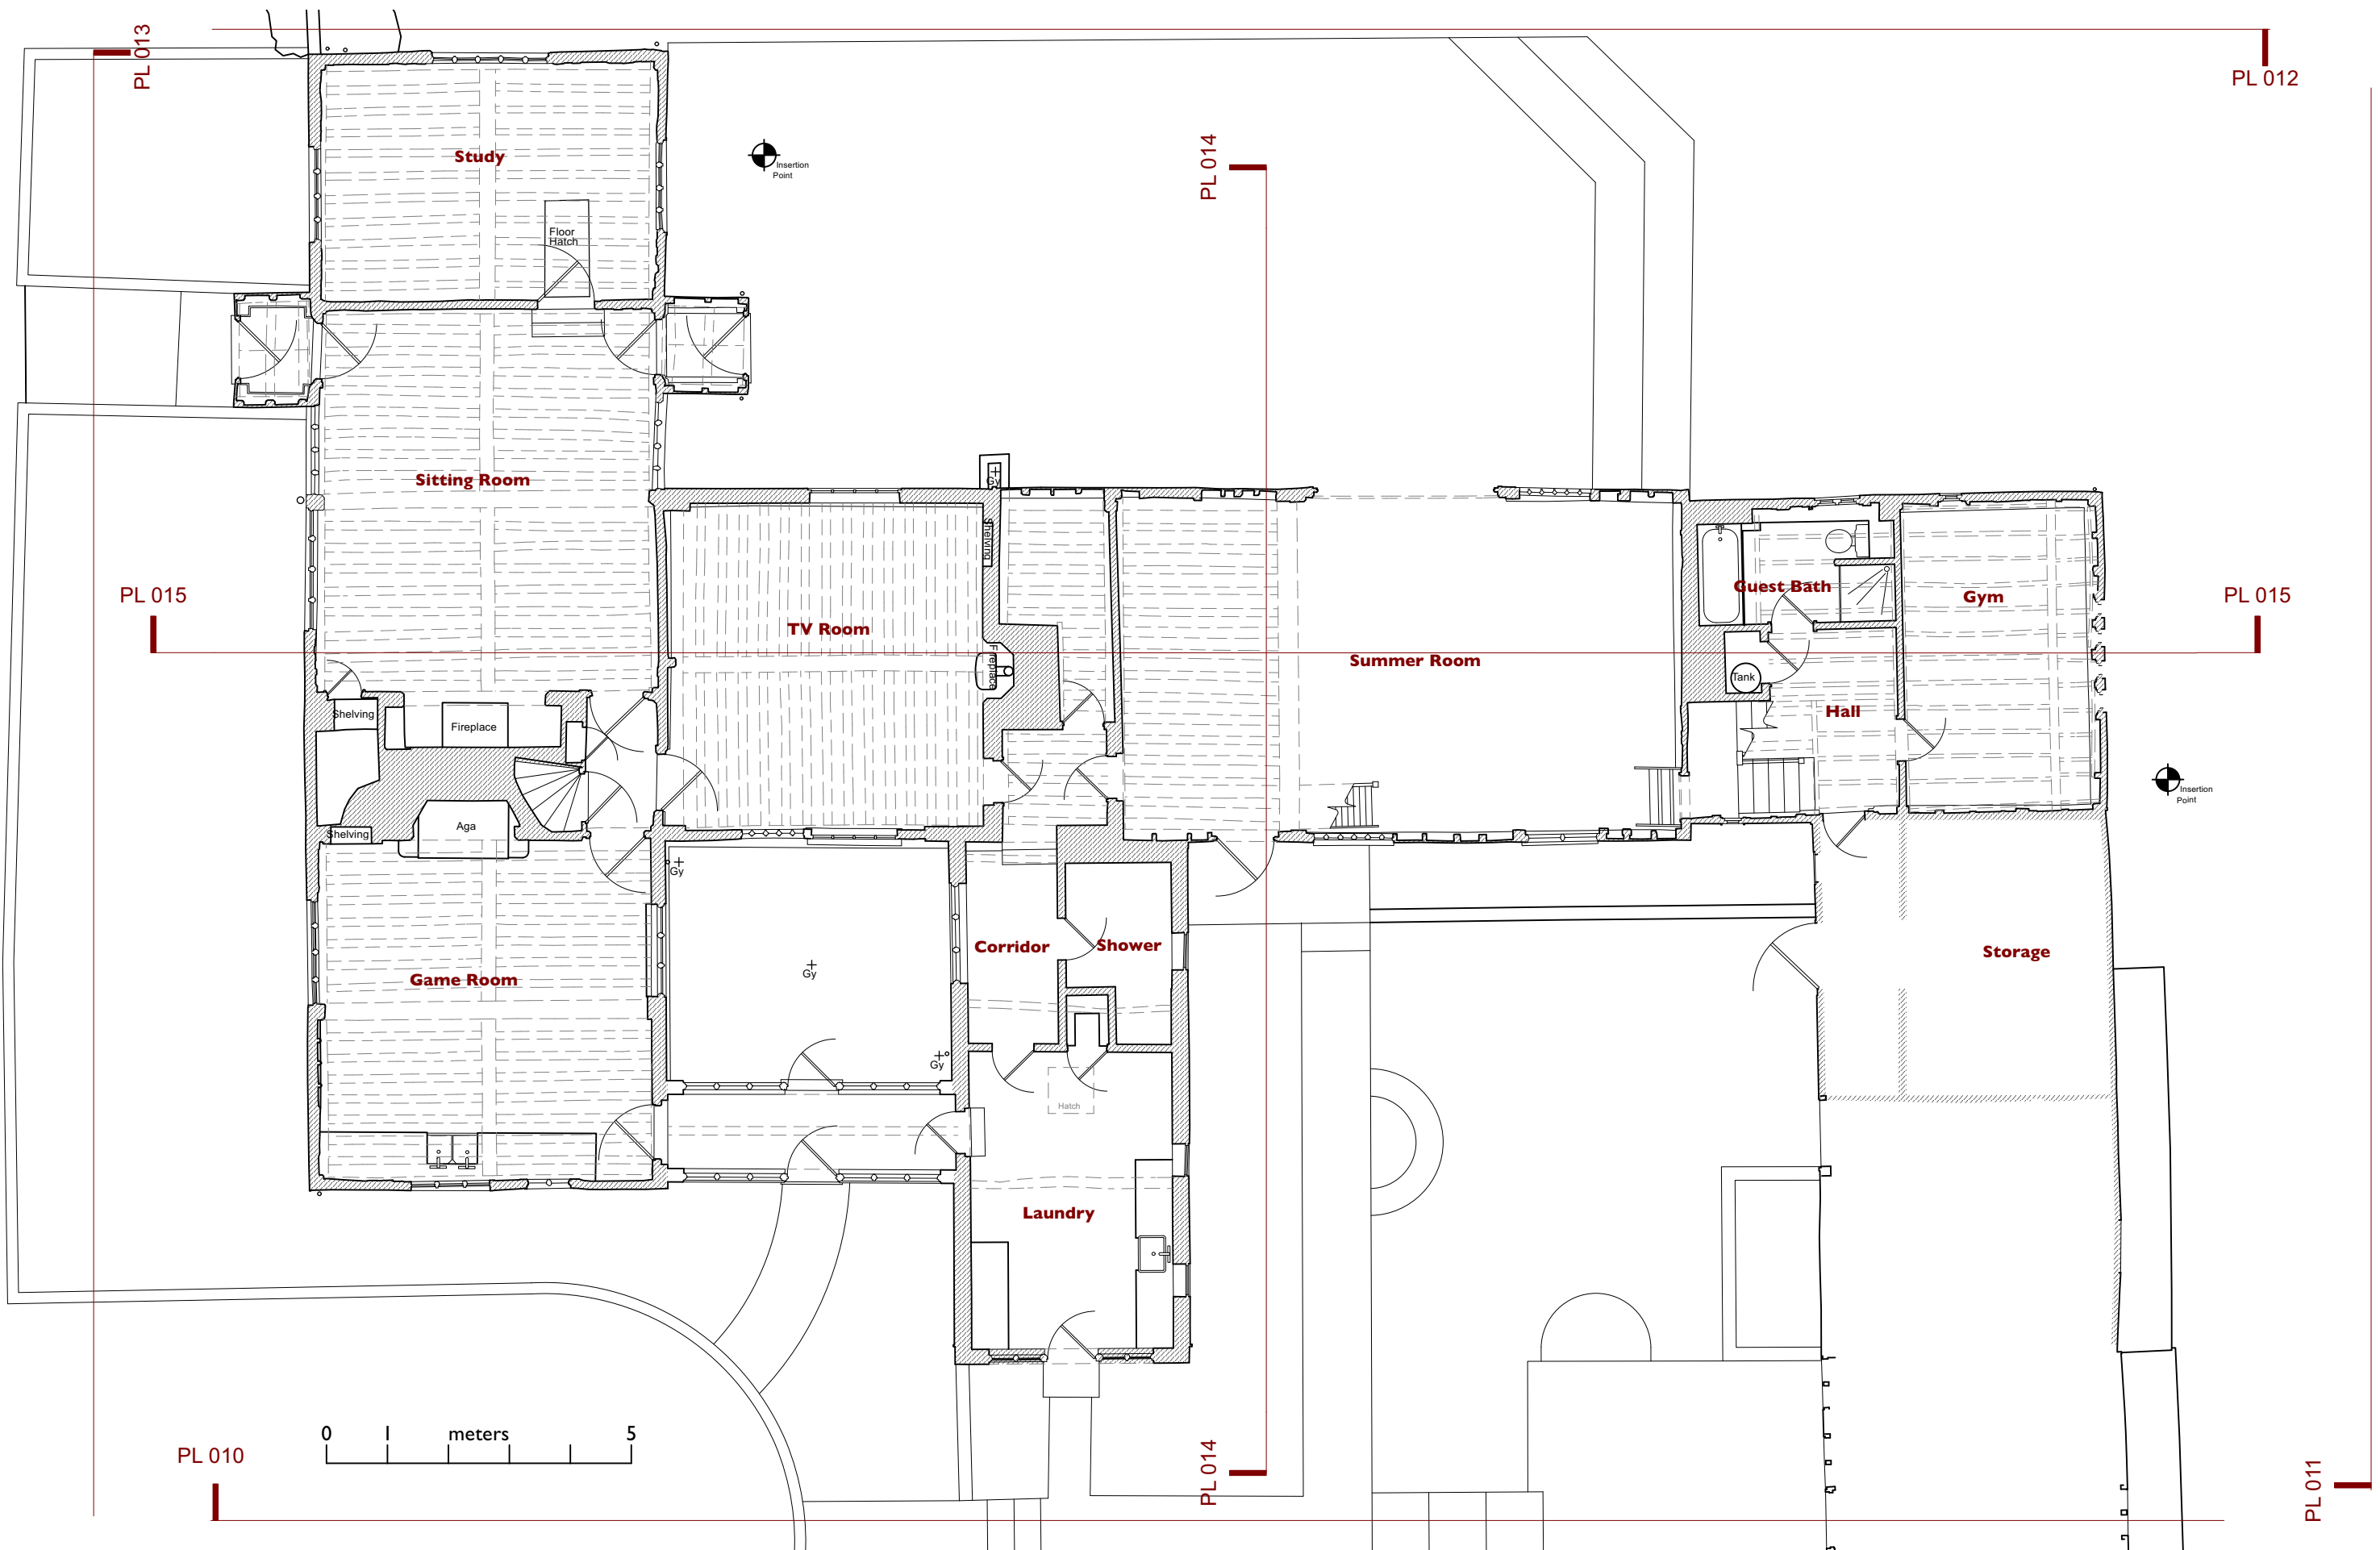 PL 013
PL 012
Study
Insertion
Point
PL 014
Floor
Hatch
Sitting Room
Gy
Shelving
PL 015
PL 015
Guest Bath
Gym
TV Room
Fireplace
Summer Room
Tank
Shelving
Fireplace
Hall
Insertion
Point
Aga
Shelving
Gy
Corridor
Shower
Storage
Game Room
Gy
Gy
Hatch
Laundry
0 1 meters 5
PL 010
PL 014
PL 011